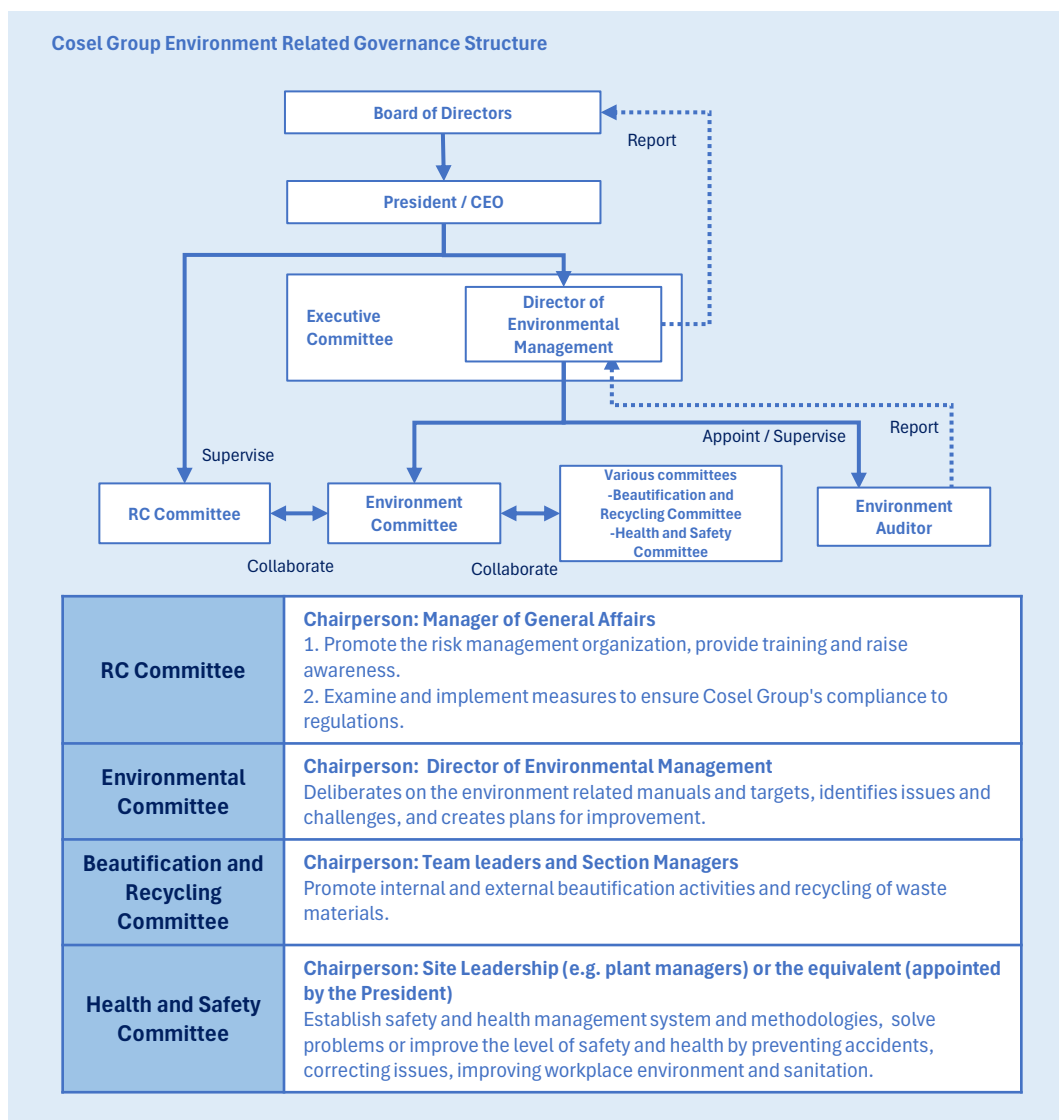 Cosel Group Environment Related Governance Structure
Board of Directors
Report
President / CEO
Executive
Committee
Director of
Environmental
Management
Supervise
Appoint / Supervise
Report
RC Committee
Environment
Committee
Various committees
-Beautification and
Recycling Committee
-Health and Safety
Committee
Environment
Auditor
Collaborate
Collaborate
RC Committee
Chairperson: Manager of General Affairs
1. Promote the risk management organization, provide training and raise
awareness.
2. Examine and implement measures to ensure Cosel Group's compliance to
regulations.
Environmental
Committee
Chairperson: Director of Environmental Management
Deliberates on the environment related manuals and targets, identifies issues and
challenges, and creates plans for improvement.
Beautification and
Recycling
Committee
Chairperson: Team leaders and Section Managers
Promote internal and external beautification activities and recycling of waste
materials.
Health and Safety
Committee
Chairperson: Site Leadership (e.g. plant managers) or the equivalent (appointed
by the President)
Establish safety and health management system and methodologies, solve
problems or improve the level of safety and health by preventing accidents,
correcting issues, improving workplace environment and sanitation.